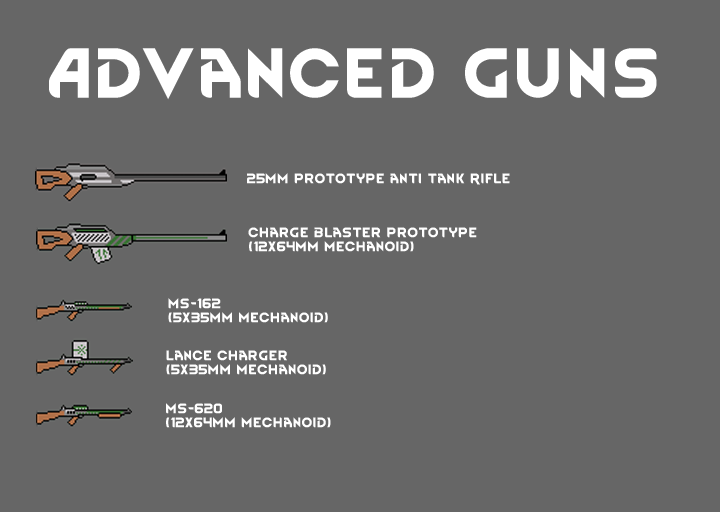 ADVANCED GUNS
25MM PROTOTYPE ANTI TANK RIFLE
CHARGE BLASTER PROTOTYPE
(12X64MM MECHANOID)
MS-162
(5X35MM MECHANOID)
LANCE CHARGER
(5X35MM MECHANOID)
MS-620
(12X64MM MECHANOID)